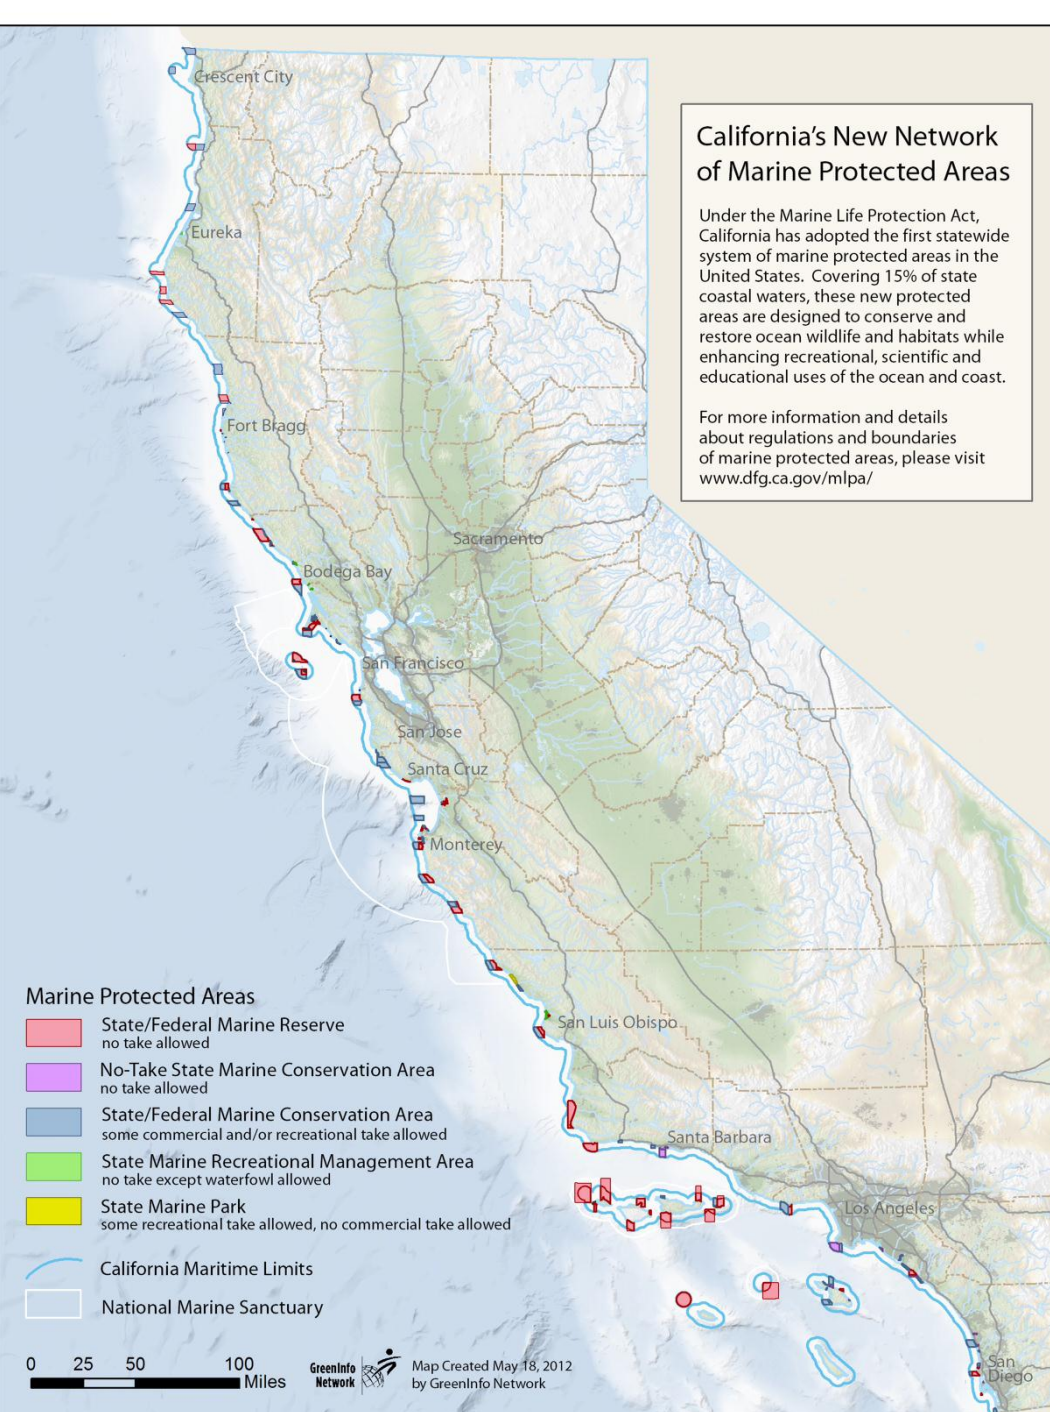 California's New Network
of Marine Protected Areas
Under the Marine Life Protection Act,
California has adopted the first statewide
system of marine protected areas in the
United States. Covering 15% of state
coastal waters, these new protected
areas are designed to conserve and
restore ocean wildlife and habitats while
enhancing recreational, scientific and
educational uses of the ocean and coast.
For more information and details
about regulations and boundaries
of marine protected areas, please visit
www.dfg.ca.gov/mlpa/
Crescent City
Eureka
Fort Bragg
Sacramento
Bodega Bay
San Francisco
San Jose
Santa Cruz
Monterey
San Luis Obispo
Santa Barbara
Los Angeles
San
Diego
Marine Protected Areas
State/Federal Marine Reserve
no take allowed
No-Take State Marine Conservation Area
no take allowed
State/Federal Marine Conservation Area
some commercial and/or recreational take allowed
State Marine Recreational Management Area
no take except waterfowl allowed
State Marine Park
some recreational take allowed, no commercial take allowed
California Maritime Limits
National Marine Sanctuary
0 25 50 100
Miles
GreenInfo
Network
Map Created May 18, 2012
by GreenInfo Network